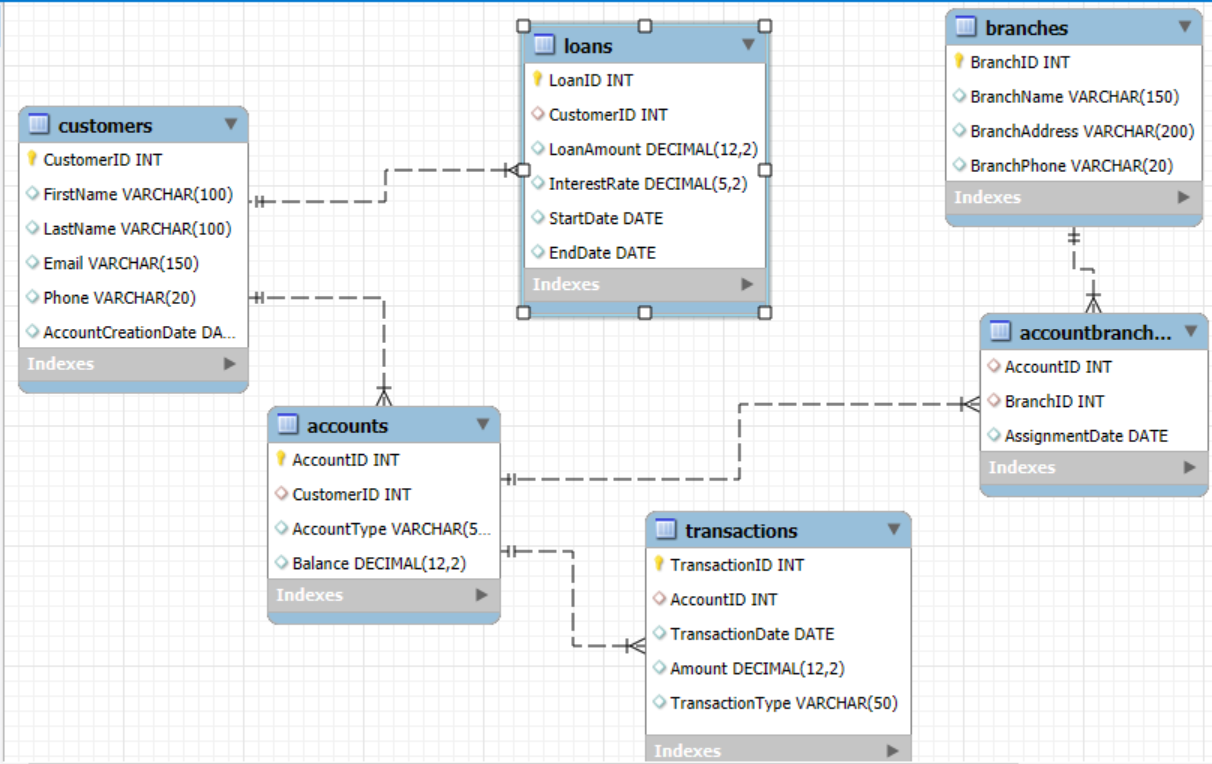 customers
CustomerID INT
FirstName VARCHAR(100)
LastName VARCHAR(100)
Email VARCHAR(150)
Phone VARCHAR(20)
AccountCreationDate DA...
Indexes
loans
LoanID INT
CustomerID INT
LoanAmount DECIMAL(12,2)
InterestRate DECIMAL(5,2)
StartDate DATE
EndDate DATE
Indexes
branches
BranchID INT
BranchName VARCHAR(150)
BranchAddress VARCHAR(200)
BranchPhone VARCHAR(20)
Indexes
accounts
AccountID INT
CustomerID INT
AccountType VARCHAR(5...
Balance DECIMAL(12,2)
Indexes
accountbranch...
AccountID INT
BranchID INT
AssignmentDate DATE
Indexes
transactions
TransactionID INT
AccountID INT
TransactionDate DATE
Amount DECIMAL(12,2)
TransactionType VARCHAR(50)
Indexes